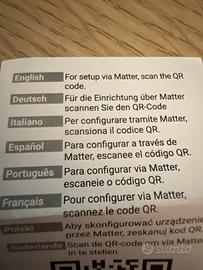 English For setup via Matter, scan the QR
code.
Deutsch Für die Einrichtung über Matter
scannen Sie den QR-Code
Italiano Per configurare tramite Matter,
scansiona il codice QR.
Español Para configurar a través de
Matter, escanee el código QR.
Português Para configurar via Matter,
escaneie o código QR.
Français Pour configurer via Matter,
scannez le code QR.
Polski Aby skonfigurować urządzenie
przez Matter, zeskanuj kod QR.
Nederlands Scan de QR-code om via Matter
in te stellen.
subito